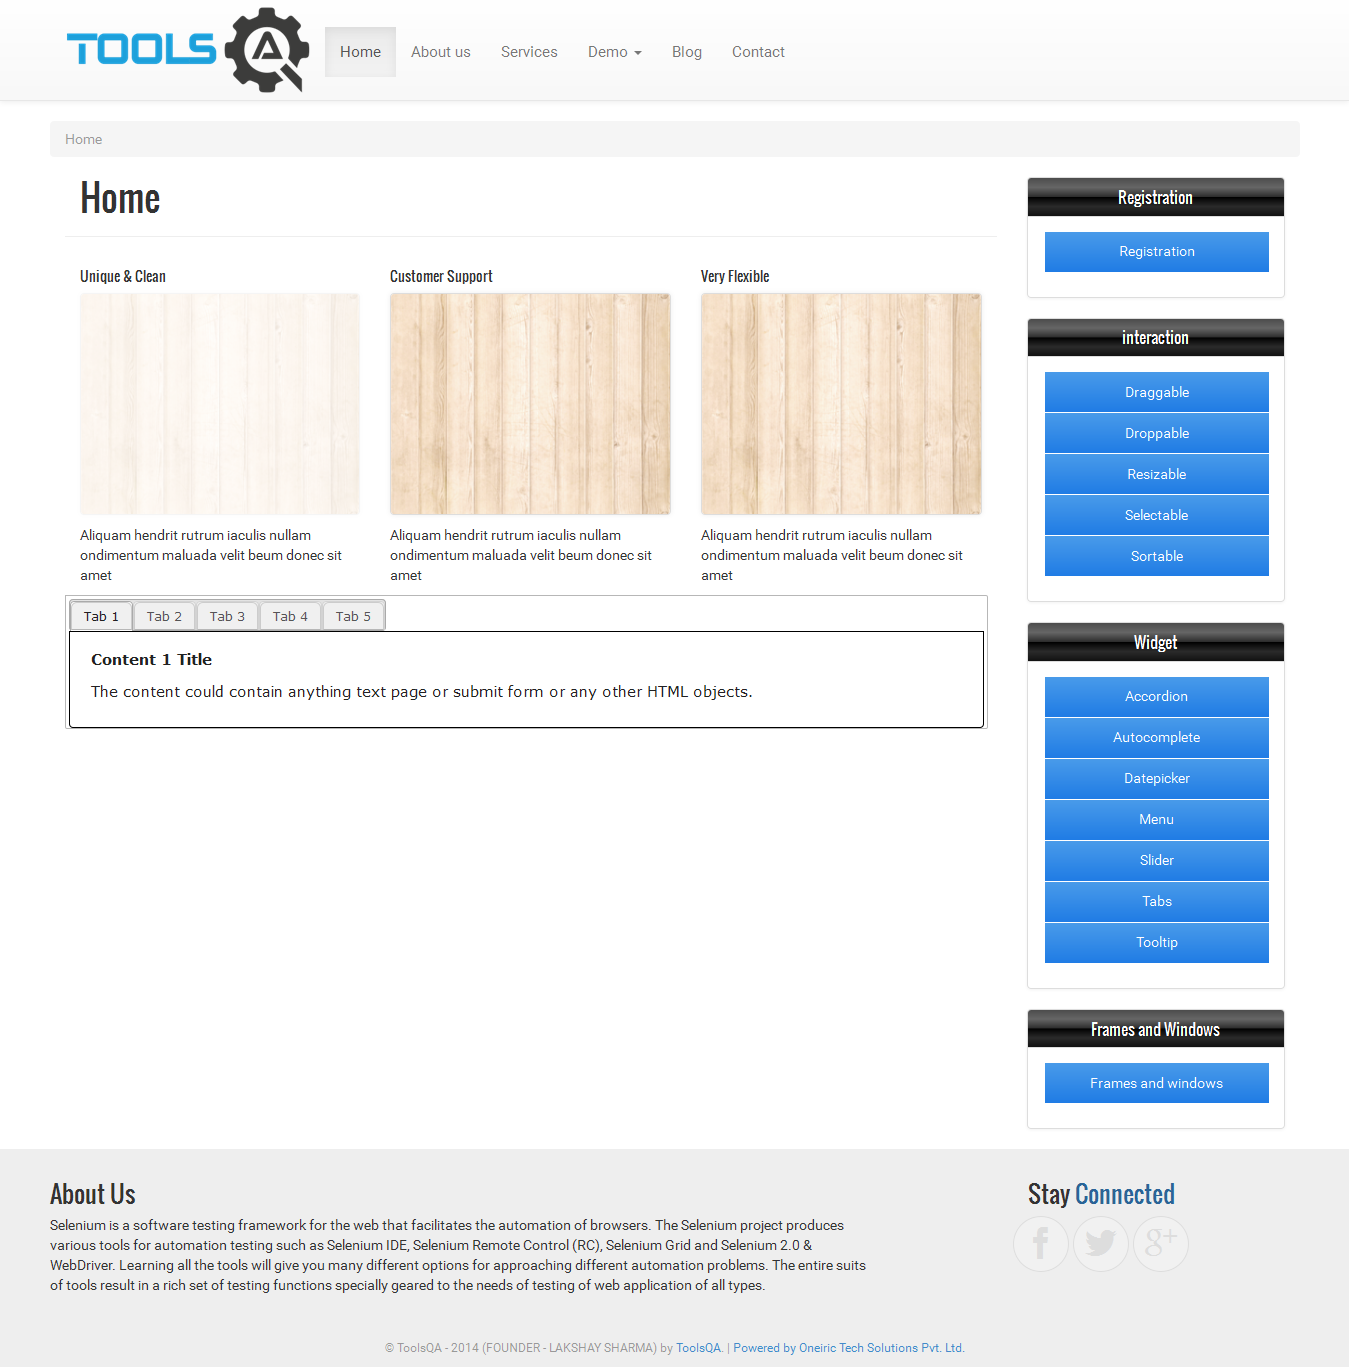 TOOLS QA
Home About us Services Demo Blog Contact
Home
Home
Unique & Clean
Aliquam hendrit rutrum iaculis nullam
ondimentum maluada velit beum donec sit
amet
Customer Support
Aliquam hendrit rutrum iaculis nullam
ondimentum maluada velit beum donec sit
amet
Very Flexible
Aliquam hendrit rutrum iaculis nullam
ondimentum maluada velit beum donec sit
amet
Tab 1 Tab 2 Tab 3 Tab 4 Tab 5
Content 1 Title
The content could contain anything text page or submit form or any other HTML objects.
Registration
Registration
interaction
Draggable
Droppable
Resizable
Selectable
Sortable
Widget
Accordion
Autocomplete
Datepicker
Menu
Slider
Tabs
Tooltip
Frames and Windows
Frames and windows
About Us
Selenium is a software testing framework for the web that facilitates the automation of browsers. The Selenium project produces
various tools for automation testing such as Selenium IDE, Selenium Remote Control (RC), Selenium Grid and Selenium 2.0 &
WebDriver. Learning all the tools will give you many different options for approaching different automation problems. The entire suits
of tools result in a rich set of testing functions specially geared to the needs of testing of web application of all types.
Stay Connected
f g+
© ToolsQA - 2014 (FOUNDER - LAKSHAY SHARMA) by ToolsQA. | Powered by Oneiric Tech Solutions Pvt. Ltd.